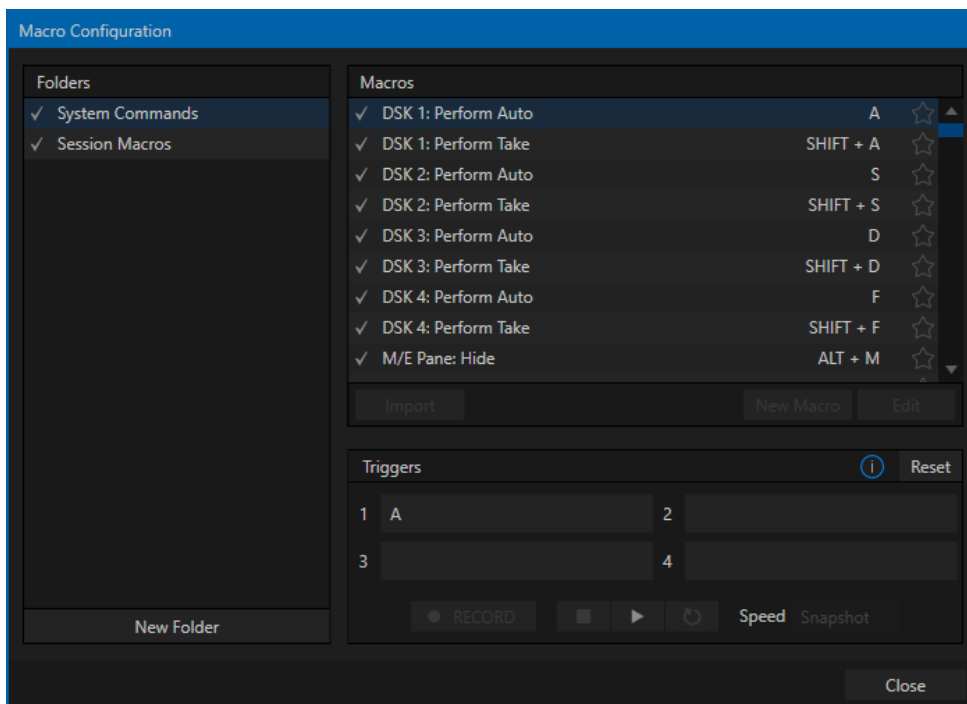 Macro Configuration
Folders
System Commands
Session Macros
New Folder
Macros
DSK 1: Perform Auto A
DSK 1: Perform Take SHIFT + A
DSK 2: Perform Auto S
DSK 2: Perform Take SHIFT + S
DSK 3: Perform Auto D
DSK 3: Perform Take SHIFT + D
DSK 4: Perform Auto F
DSK 4: Perform Take SHIFT + F
M/E Pane: Hide ALT + M
Import New Macro Edit
Triggers i Reset
1 A 2
3 4
RECORD Speed Snapshot
Close